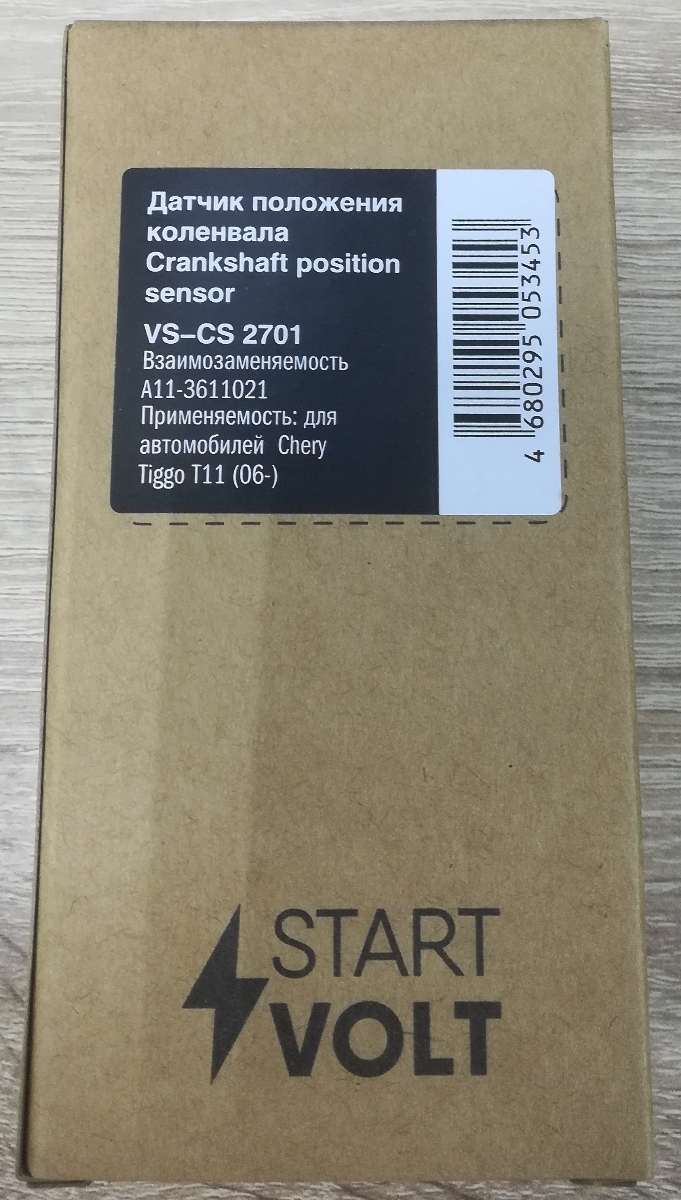 Датчик положения
коленвала
Crankshaft position
sensor
VS–CS 2701
Взаимозаменяемость
A11-3611021
Применяемость: для
автомобилей Chery
Tiggo T11 (06-)
4 680295 053453
START
VOLT